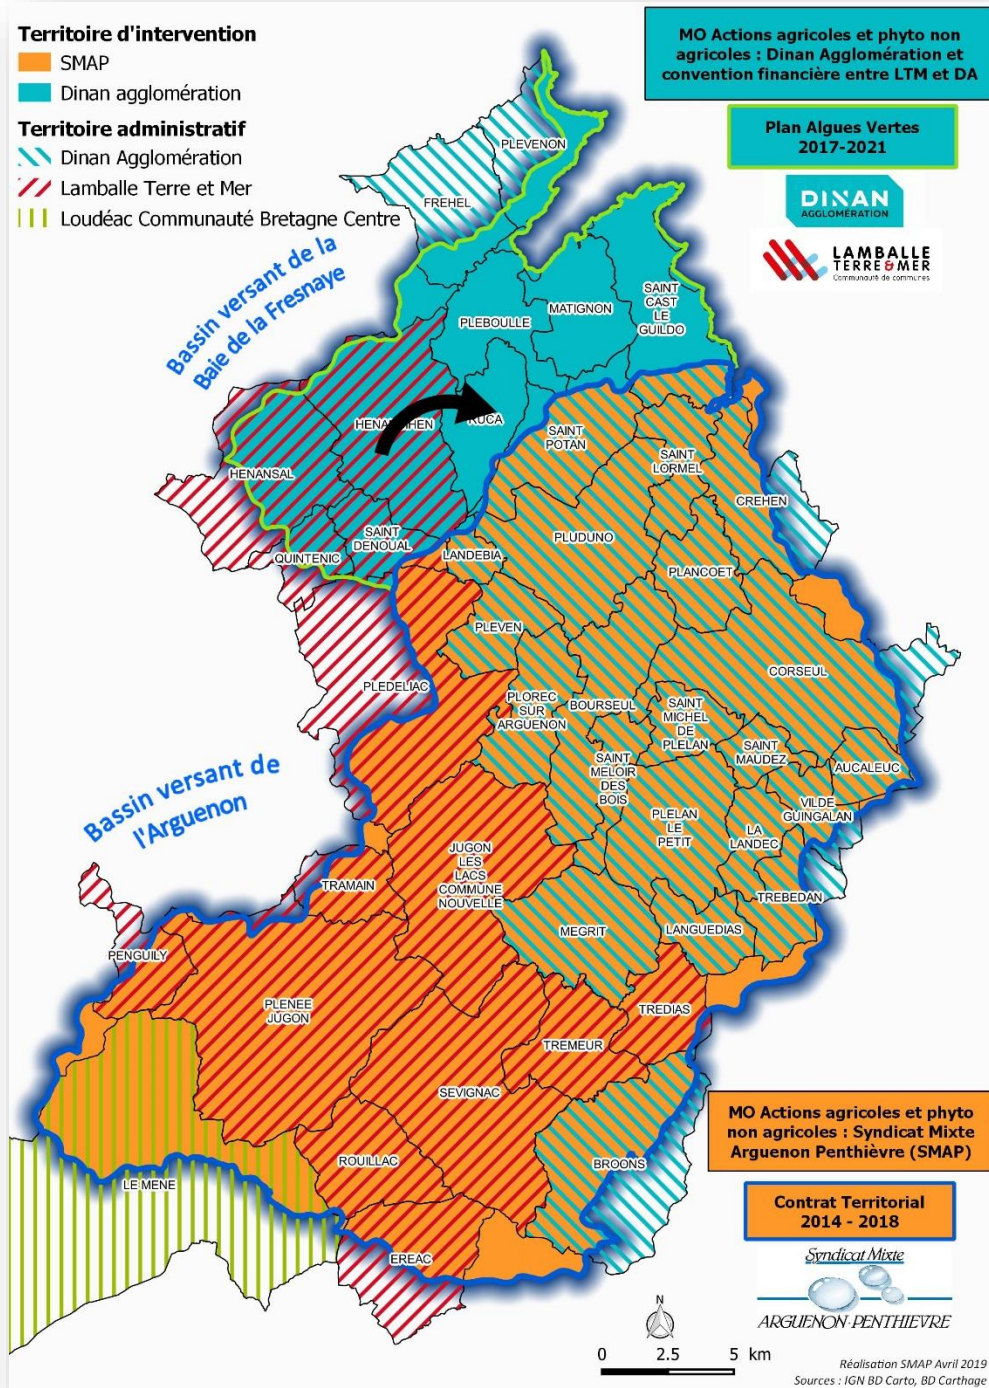 Territoire d'intervention
SMAP
Dinan agglomération
Territoire administratif
Dinan Agglomération
Lamballe Terre et Mer
Loudéac Communauté Bretagne Centre
MO Actions agricoles et phyto non
agricoles : Dinan Agglomération et
convention financière entre LTM et DA
Plan Algues Vertes
2017-2021
DINAN
AGGLOMÉRATION
LAMBALLE
TERRE & MER
Communauté de communes
Bassin versant de la
Baie de la Fresnaye
PLEVENON
FREHEL
SAINT
CAST
LE
GUILDO
MATIGNON
PLEBOULLE
RUCA
SAINT
POTAN
SAINT
LORMEL
HENANSAL
CREHEN
SAINT
DENOUAL
QUINTENIC
LANDEBIA
PLUDUNO
PLANCOET
PLEVEN
CORSEUL
PLEDELIAC
PLOREC
SUR
ARGUENON
BOURSEUL
SAINT
MICHEL
DE
PLELAN
SAINT
MAUDEZ
AUCALEUC
SAINT
MELOIR
DES
BOIS
VILDE
GUINGALAN
Bassin versant de
l'Arguenon
PLELAN
LE
PETIT
LA
LANDEC
JUGON
LES
LACS
COMMUNE
NOUVELLE
TRAMAIN
TREBEDAN
MEGRIT
LANGUEDIAS
PENGUILY
PLENEE
JUGON
TREDIAS
TREMEUR
SEVIGNAC
ROUILLAC
BROONS
LE MENE
EREAC
MO Actions agricoles et phyto
non agricoles : Syndicat Mixte
Arguenon Penthièvre (SMAP)
Contrat Territorial
2014 - 2018
Syndicat Mixte
ARGUENON-PENTHIEVRE
N
0 2.5 5 km
Réalisation SMAP Avril 2019
Sources : IGN BD Carto, BD Carthage